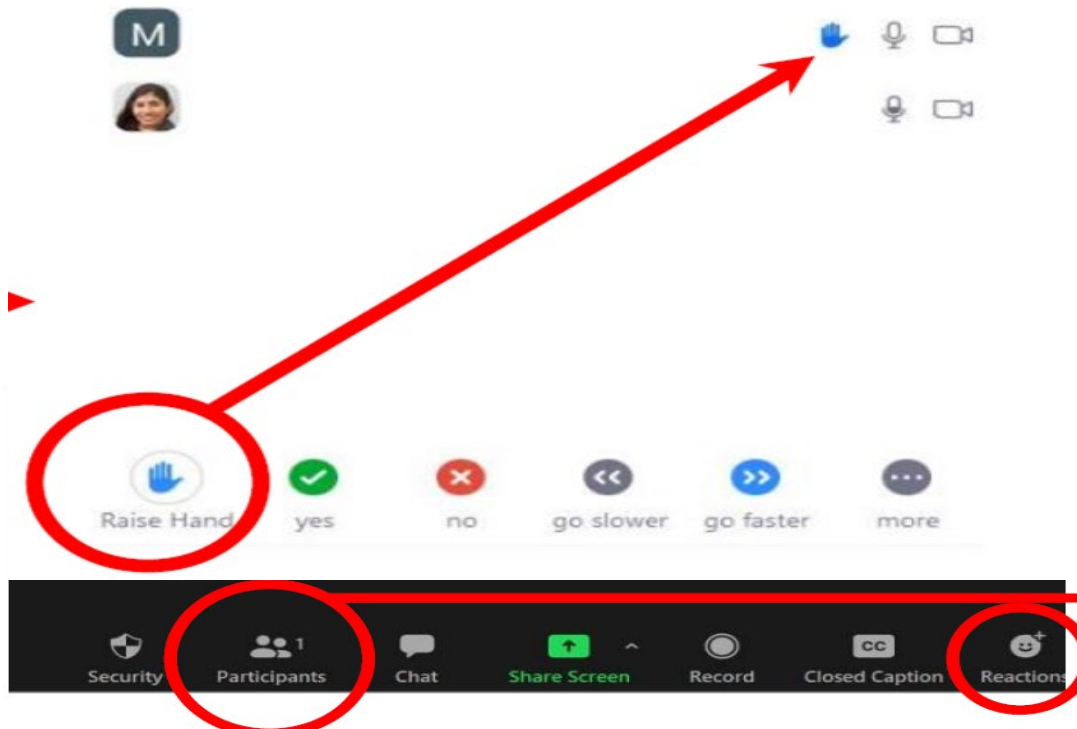 M
Raise Hand yes no go slower go faster more
1
CC
Security Participants Chat Share Screen Record Closed Caption Reactions